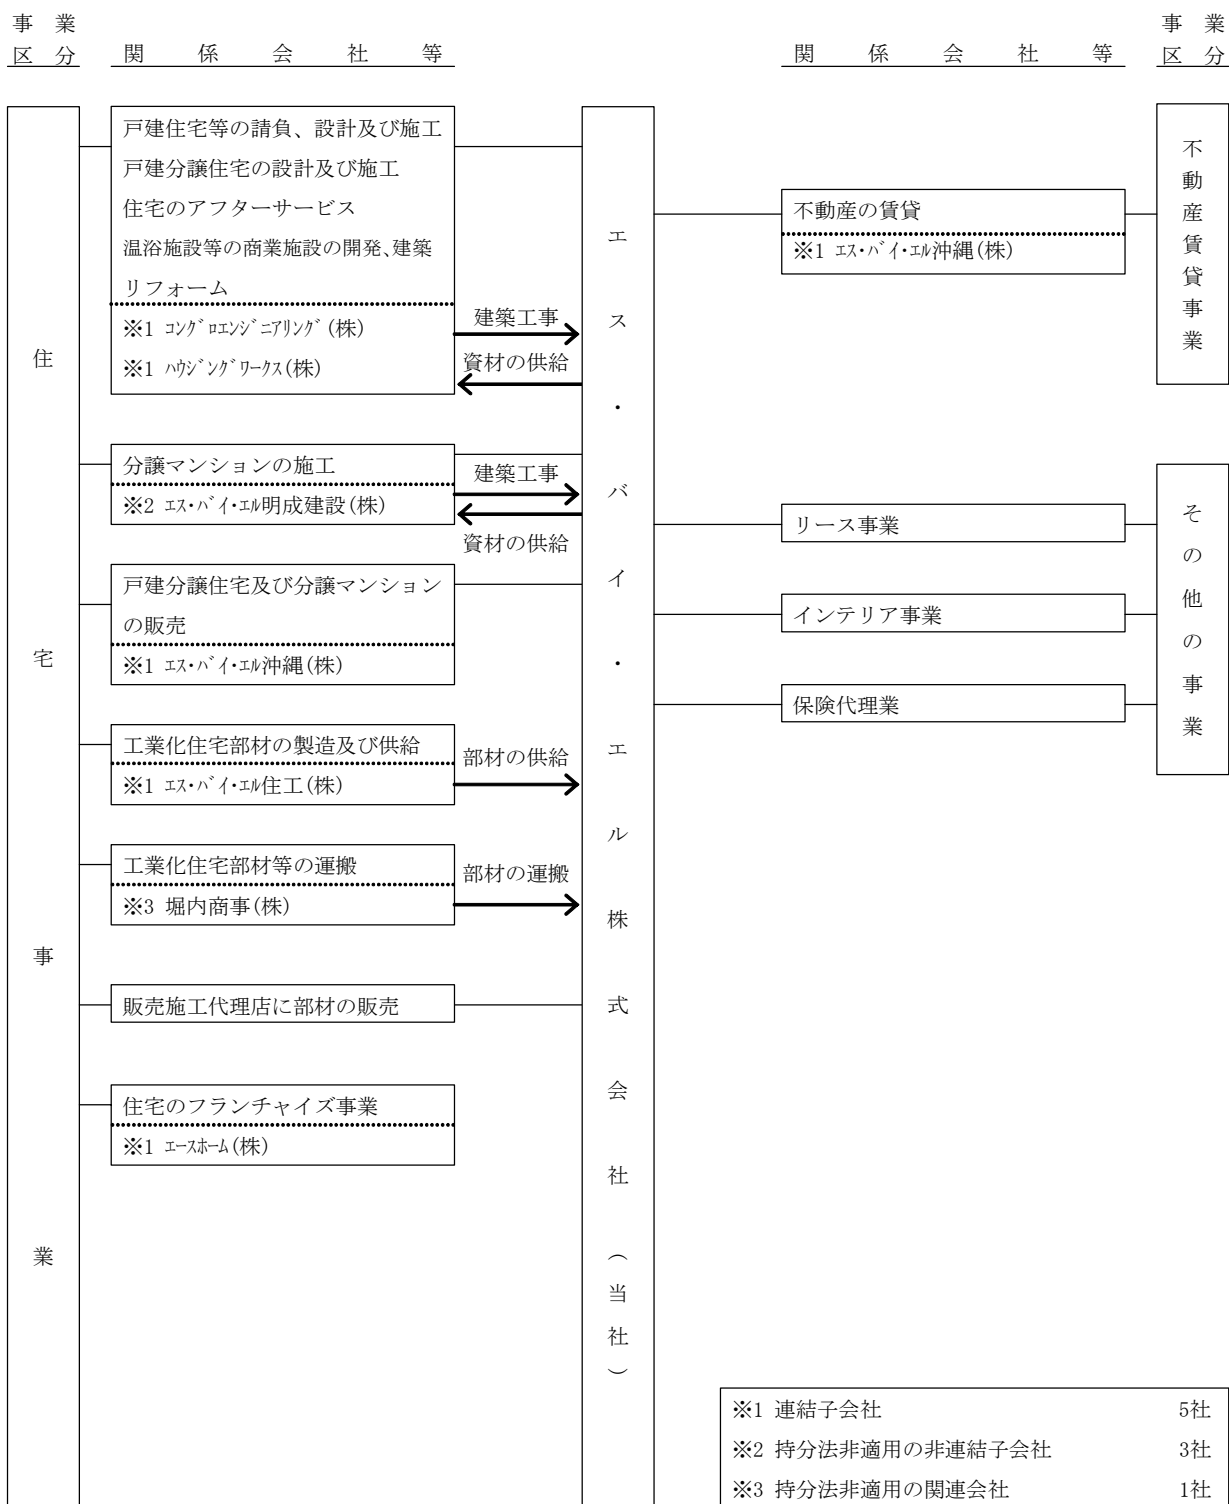 事　業
区　分
関　係　会　社　等
関　係　会　社　等
事　業
区　分
住宅事業
戸建住宅等の請負、設計及び施工
戸建分譲住宅の設計及び施工
住宅のアフターサービス
温浴施設等の商業施設の開発、建築
リフォーム
※1 コングロエンジニアリング(株)
※1 ハウジングワークス(株)
建築工事
資材の供給
分譲マンションの施工
※2 エス・バイ・エル明成建設(株)
建築工事
資材の供給
戸建分譲住宅及び分譲マンション
の販売
※1 エス・バイ・エル沖縄(株)
工業化住宅部材の製造及び供給
※1 エス・バイ・エル住工(株)
部材の供給
工業化住宅部材等の運搬
※3 堀内商事(株)
部材の運搬
販売施工代理店に部材の販売
住宅のフランチャイズ事業
※1 エースホーム(株)
エス・バイ・エル株式会社(当社)
不動産の賃貸
※1 エス・バイ・エル沖縄(株)
不動産賃貸事業
リース事業
インテリア事業
保険代理業
その他の事業
※1 連結子会社 5社
※2 持分法非適用の非連結子会社 3社
※3 持分法非適用の関連会社 1社